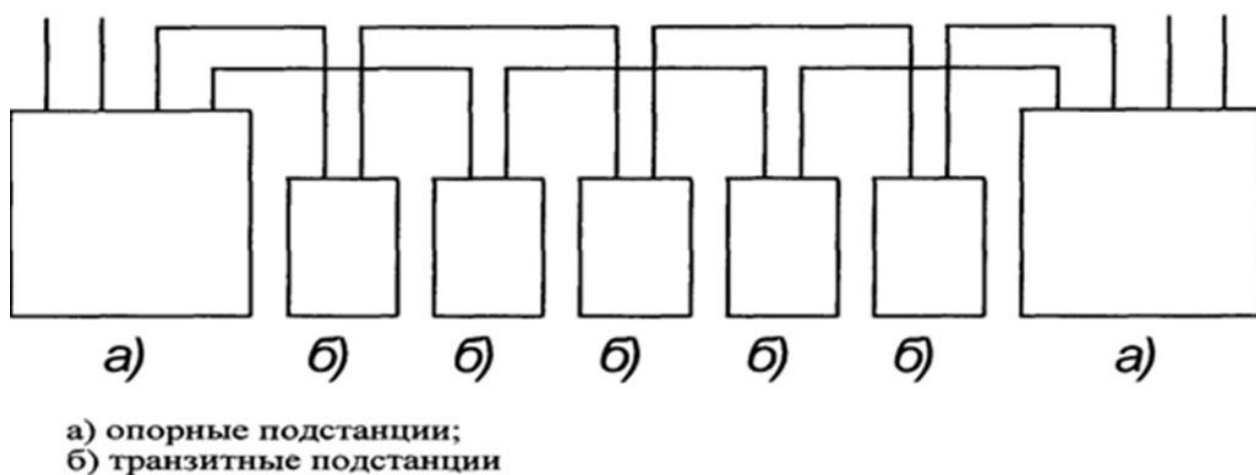 а) б) б) б) б) б) а)
а) опорные подстанции;
б) транзитные подстанции